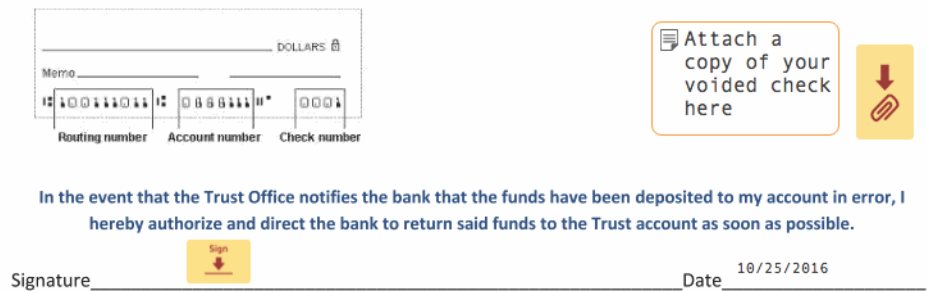 DOLLARS
Memo
⑆100111011⑆ 0666111⑈ 0001
Routing number Account number Check number
Attach a
copy of your
voided check
here
In the event that the Trust Office notifies the bank that the funds have been deposited to my account in error, I
hereby authorize and direct the bank to return said funds to the Trust account as soon as possible.
Sign
Signature Date 10/25/2016